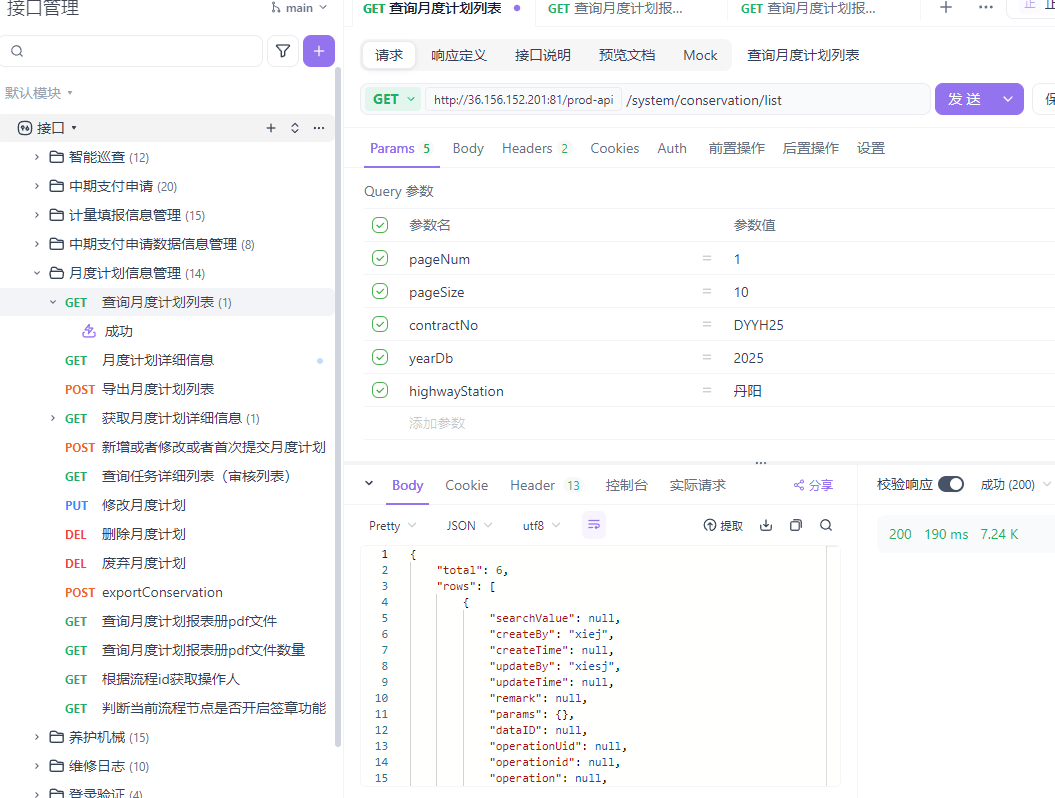 接口管理
main
默认模块
接口
智能巡查 (12)
中期支付申请 (20)
计量填报信息管理 (15)
中期支付申请数据信息管理 (8)
月度计划信息管理 (14)
GET 查询月度计划列表 (1)
成功
GET 月度计划详细信息
POST 导出月度计划列表
GET 获取月度计划详细信息 (1)
POST 新增或者修改或者首次提交月度计划
GET 查询任务详细列表（审核列表）
PUT 修改月度计划
DEL 删除月度计划
DEL 废弃月度计划
POST exportConservation
GET 查询月度计划报表册pdf文件
GET 查询月度计划报表册pdf文件数量
GET 根据流程id获取操作人
GET 判断当前流程节点是否开启签章功能
养护机械 (15)
维修日志 (10)
登录验证 (4)
GET 查询月度计划列表
GET 查询月度计划报...
GET 查询月度计划报...
正
请求 响应定义 接口说明 预览文档 Mock 查询月度计划列表
GET http://36.156.152.201:81/prod-api /system/conservation/list 发 送
Params 5 Body Headers 2 Cookies Auth 前置操作 后置操作 设置
Query 参数
参数名 参数值
pageNum = 1
pageSize = 10
contractNo = DYYH25
yearDb = 2025
highwayStation = 丹阳
添加参数
Body Cookie Header 13 控制台 实际请求 分享
Pretty JSON utf8 提取
1 {
2 "total": 6,
3 "rows": [
4 {
5 "searchValue": null,
6 "createBy": "xiej",
7 "createTime": null,
8 "updateBy": "xiesj",
9 "updateTime": null,
10 "remark": null,
11 "params": {},
12 "dataID": null,
13 "operationUid": null,
14 "operationid": null,
15 "operation": null,
校验响应 成功 (200)
200 190 ms 7.24 K